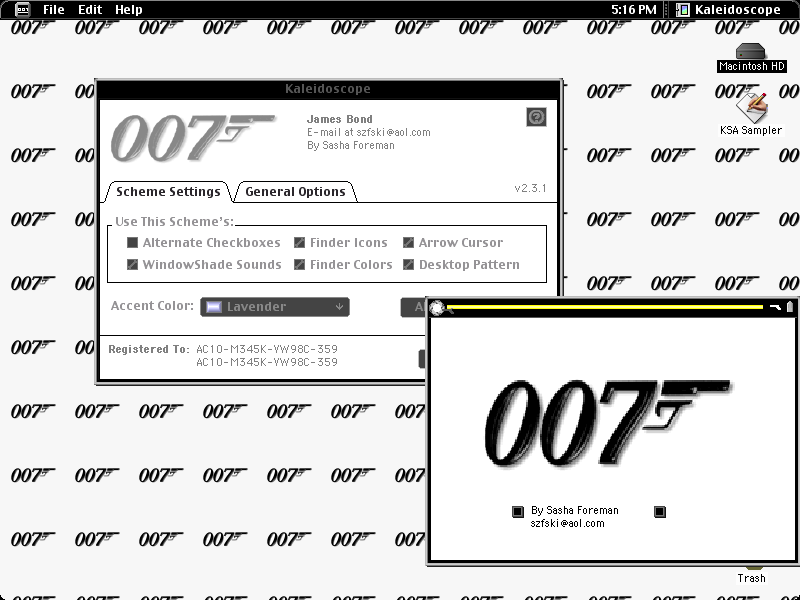 File Edit Help
5:16 PM
Kaleidoscope
Macintosh HD
KSA Sampler
Kaleidoscope
007
James Bond
E-mail at szfski@aol.com
By Sasha Foreman
Scheme Settings
General Options
v2.3.1
Use This Scheme's:
Alternate Checkboxes
Finder Icons
Arrow Cursor
WindowShade Sounds
Finder Colors
Desktop Pattern
Accent Color:
Lavender
Registered To:
AC10-M345K-VW98C-359
AC10-M345K-VW98C-359
007
By Sasha Foreman
szfski@aol.com
Trash